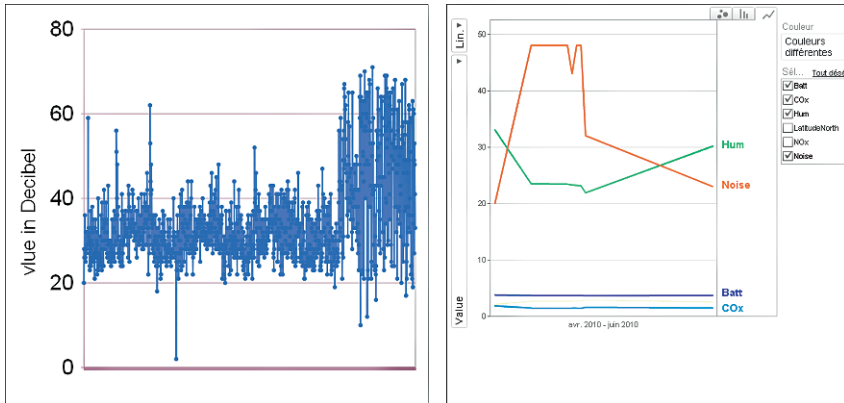 80
60
40
20
0
vlue in Decibel
Lin.
Value
50
40
30
20
10
0
Hum
Noise
Batt
COx
avr. 2010 - juin 2010
Couleur
Couleurs
différentes
Sél... Tout désé
Batt
COx
Hum
LatitudeNorth
NOx
Noise